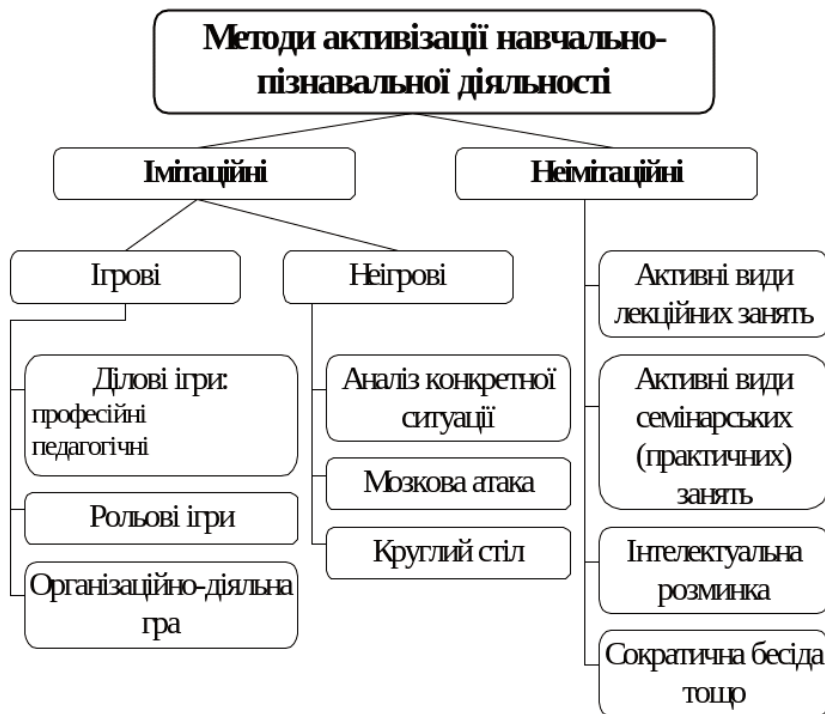 Методи активізації навчально-
пізнавальної діяльності
Імітаційні
Неімітаційні
Ігрові
Неігрові
Активні види
лекційних занять
Ділові ігри:
професійні
педагогічні
Аналіз конкретної
ситуації
Активні види
семінарських
(практичних)
занять
Мозкова атака
Рольові ігри
Круглий стіл
Інтелектуальна
розминка
Організаційно-діяльна
гра
Сократична бесіда
тощо